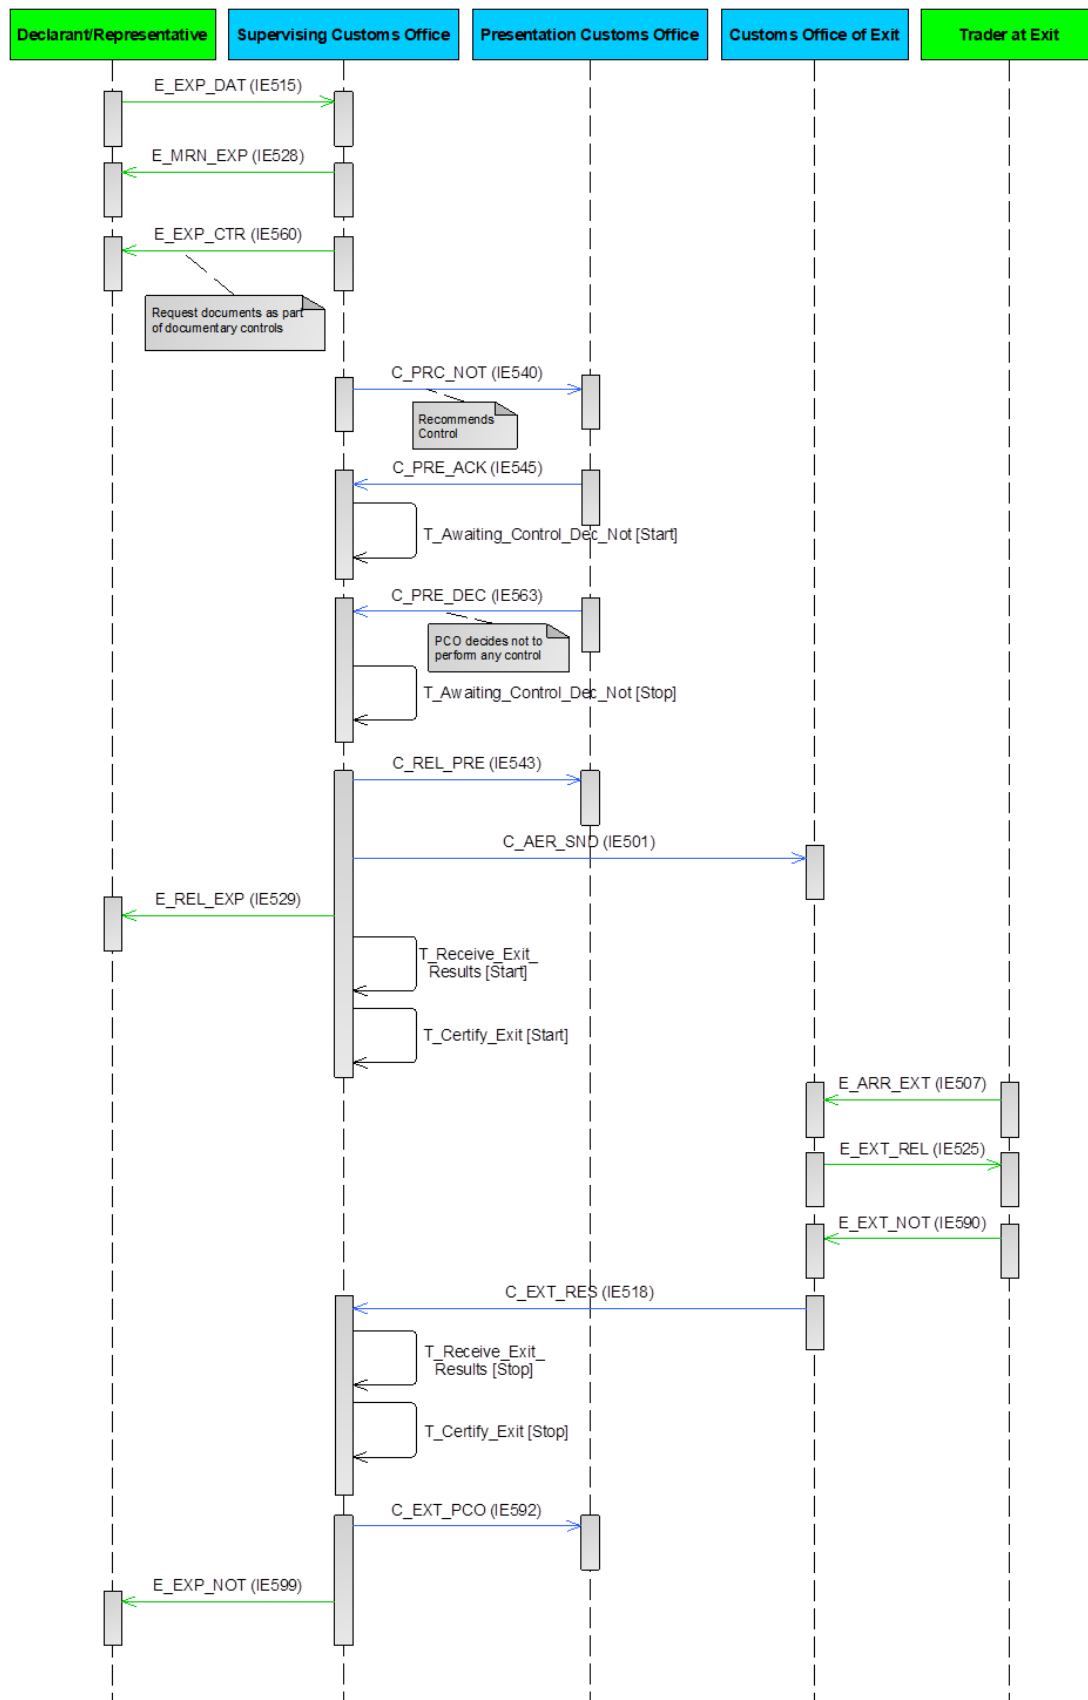 Declarant/Representative
Supervising Customs Office
Presentation Customs Office
Customs Office of Exit
Trader at Exit
E_EXP_DAT (IE515)
E_MRN_EXP (IE528)
E_EXP_CTR (IE560)
Request documents as part
of documentary controls
C_PRC_NOT (IE540)
Recommends
Control
C_PRE_ACK (IE545)
T_Awaiting_Control_Dec_Not [Start]
C_PRE_DEC (IE563)
PCO decides not to
perform any control
T_Awaiting_Control_Dec_Not [Stop]
C_REL_PRE (IE543)
C_AER_SND (IE501)
E_REL_EXP (IE529)
T_Receive_Exit_
Results [Start]
T_Certify_Exit [Start]
E_ARR_EXT (IE507)
E_EXT_REL (IE525)
E_EXT_NOT (IE590)
C_EXT_RES (IE518)
T_Receive_Exit_
Results [Stop]
T_Certify_Exit [Stop]
C_EXT_PCO (IE592)
E_EXP_NOT (IE599)